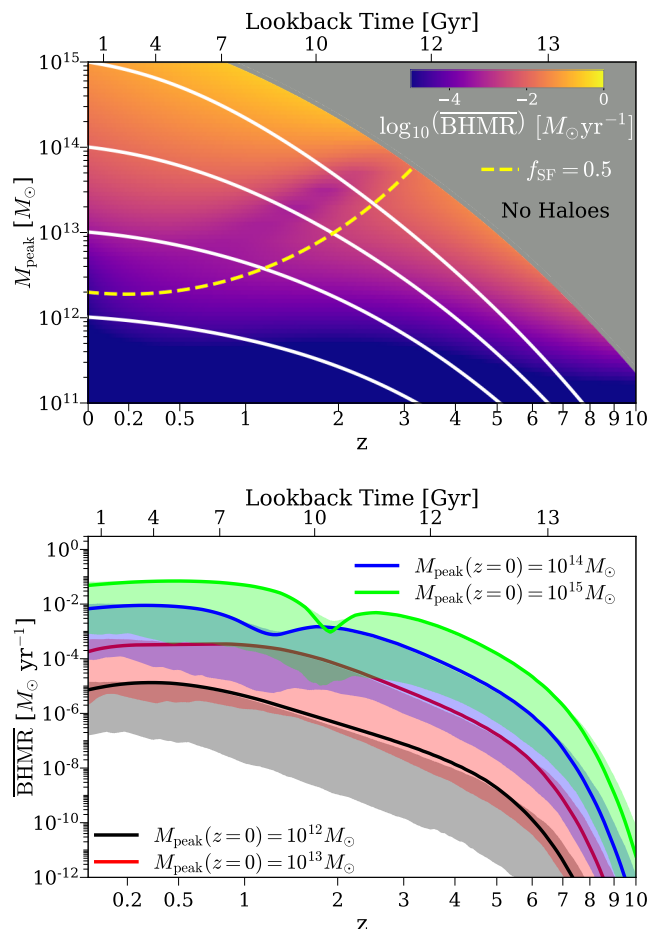 Lookback Time [Gyr]
1 4 7 10 12 13
10^15
10^14
10^13
10^12
10^11
M_peak [M_⊙]
−4 −2 0
log_10(\overline{BHMR}) [M_⊙yr^−1]
f_SF = 0.5
No Haloes
0 0.2 0.5 1 2 3 4 5 6 7 8 9 10
z
Lookback Time [Gyr]
1 4 7 10 12 13
10^0
10^−2
10^−4
10^−6
10^−8
10^−10
10^−12
\overline{BHMR} [M_⊙ yr^−1]
M_peak(z = 0) = 10^14 M_⊙
M_peak(z = 0) = 10^15 M_⊙
M_peak(z = 0) = 10^12 M_⊙
M_peak(z = 0) = 10^13 M_⊙
0.2 0.5 1 2 3 4 5 6 7 8 9 10
z